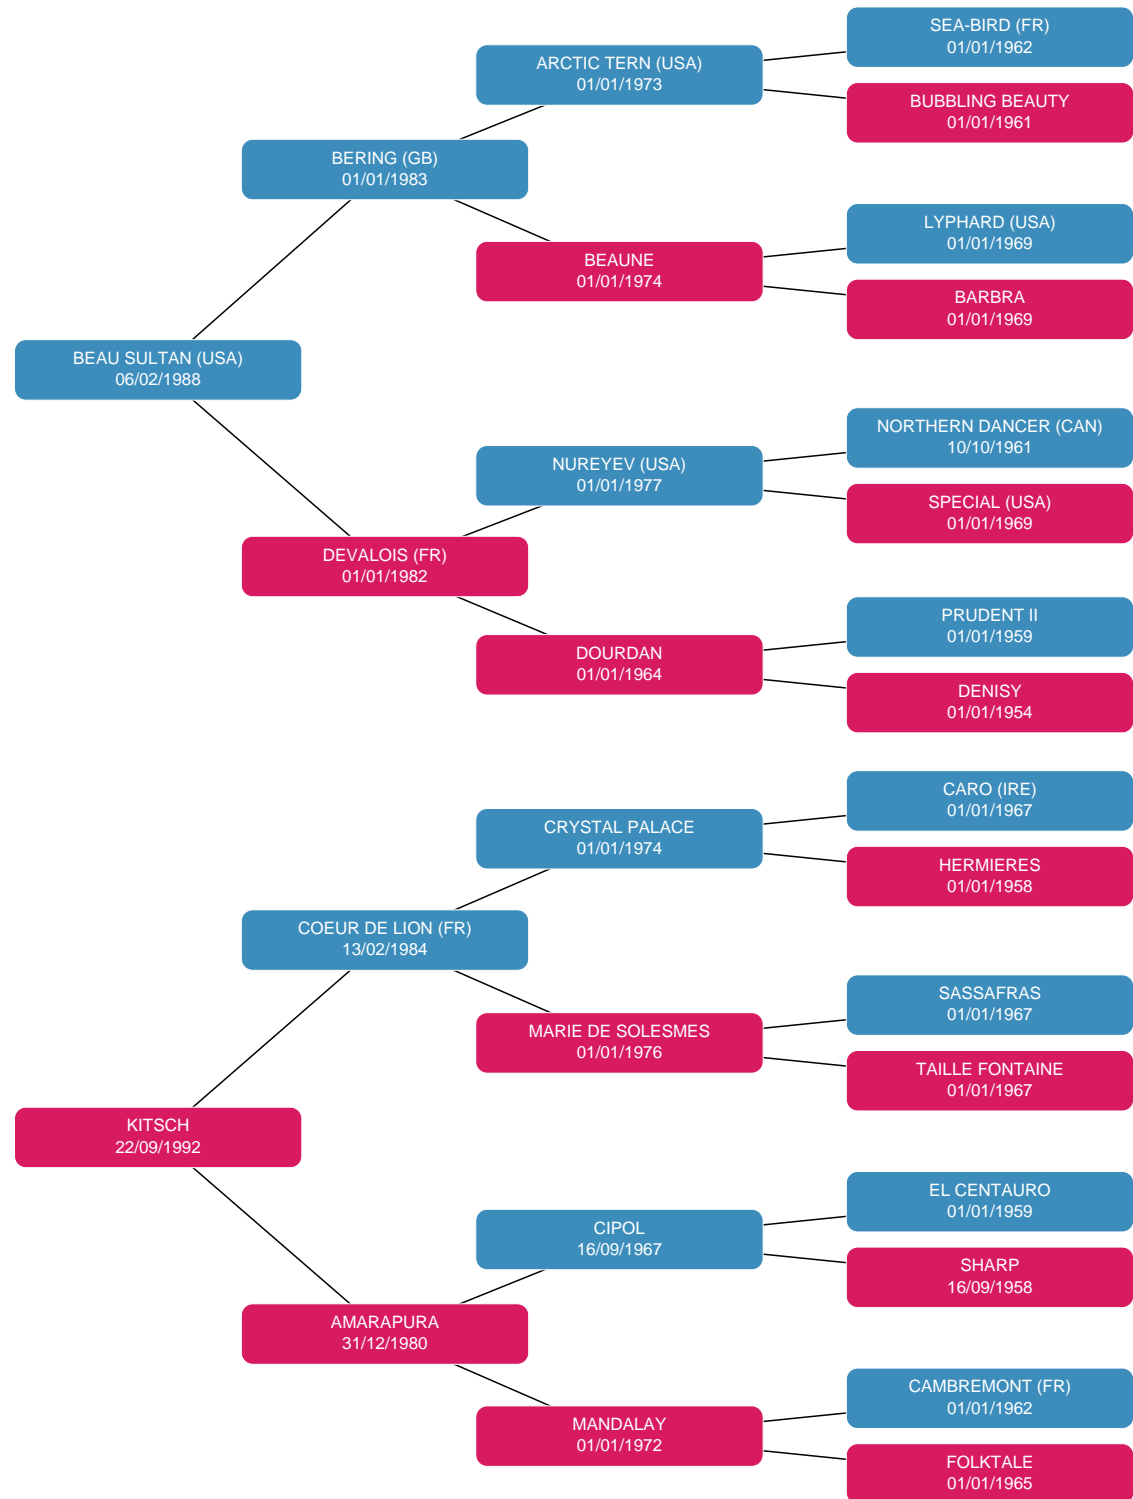 SEA-BIRD (FR)
01/01/1962
ARCTIC TERN (USA)
01/01/1973
BUBBLING BEAUTY
01/01/1961
BERING (GB)
01/01/1983
LYPHARD (USA)
01/01/1969
BEAUNE
01/01/1974
BARBRA
01/01/1969
BEAU SULTAN (USA)
06/02/1988
NORTHERN DANCER (CAN)
10/10/1961
NUREYEV (USA)
01/01/1977
SPECIAL (USA)
01/01/1969
DEVALOIS (FR)
01/01/1982
PRUDENT II
01/01/1959
DOURDAN
01/01/1964
DENISY
01/01/1954
CARO (IRE)
01/01/1967
CRYSTAL PALACE
01/01/1974
HERMIERES
01/01/1958
COEUR DE LION (FR)
13/02/1984
SASSAFRAS
01/01/1967
MARIE DE SOLESMES
01/01/1976
TAILLE FONTAINE
01/01/1967
KITSCH
22/09/1992
EL CENTAURO
01/01/1959
CIPOL
16/09/1967
SHARP
16/09/1958
AMARAPURA
31/12/1980
CAMBREMONT (FR)
01/01/1962
MANDALAY
01/01/1972
FOLKTALE
01/01/1965